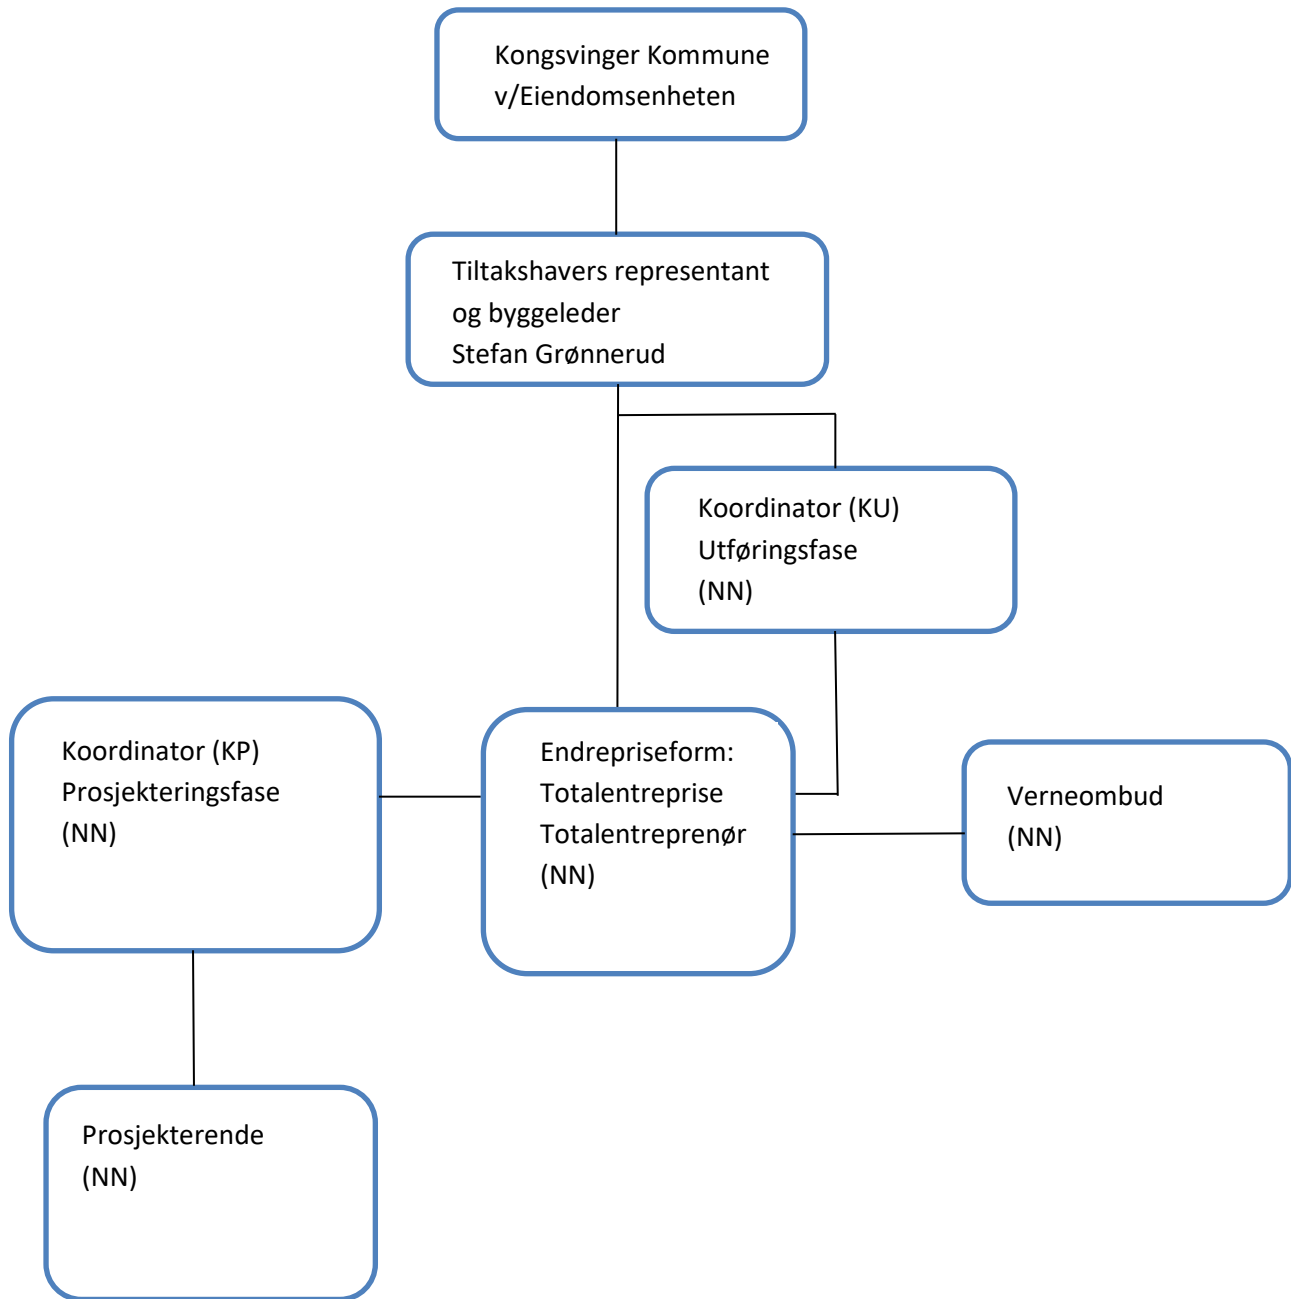 Kongsvinger Kommune
v/Eiendomsenheten
Tiltakshavers representant
og byggeleder
Stefan Grønnerud
Koordinator (KU)
Utføringsfase
(NN)
Koordinator (KP)
Prosjekteringsfase
(NN)
Endrepriseform:
Totalentreprise
Totalentreprenør
(NN)
Verneombud
(NN)
Prosjekterende
(NN)